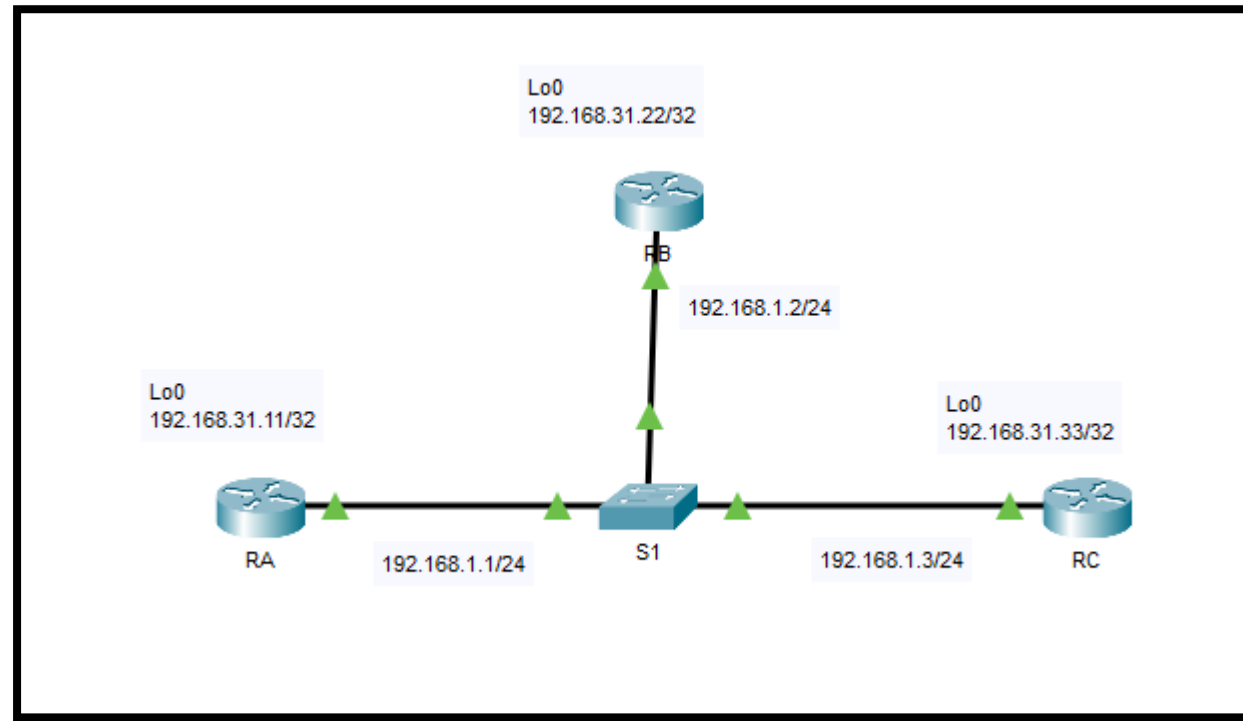 Lo0
192.168.31.22/32
RB
192.168.1.2/24
Lo0
192.168.31.11/32
Lo0
192.168.31.33/32
RA
192.168.1.1/24
S1
192.168.1.3/24
RC